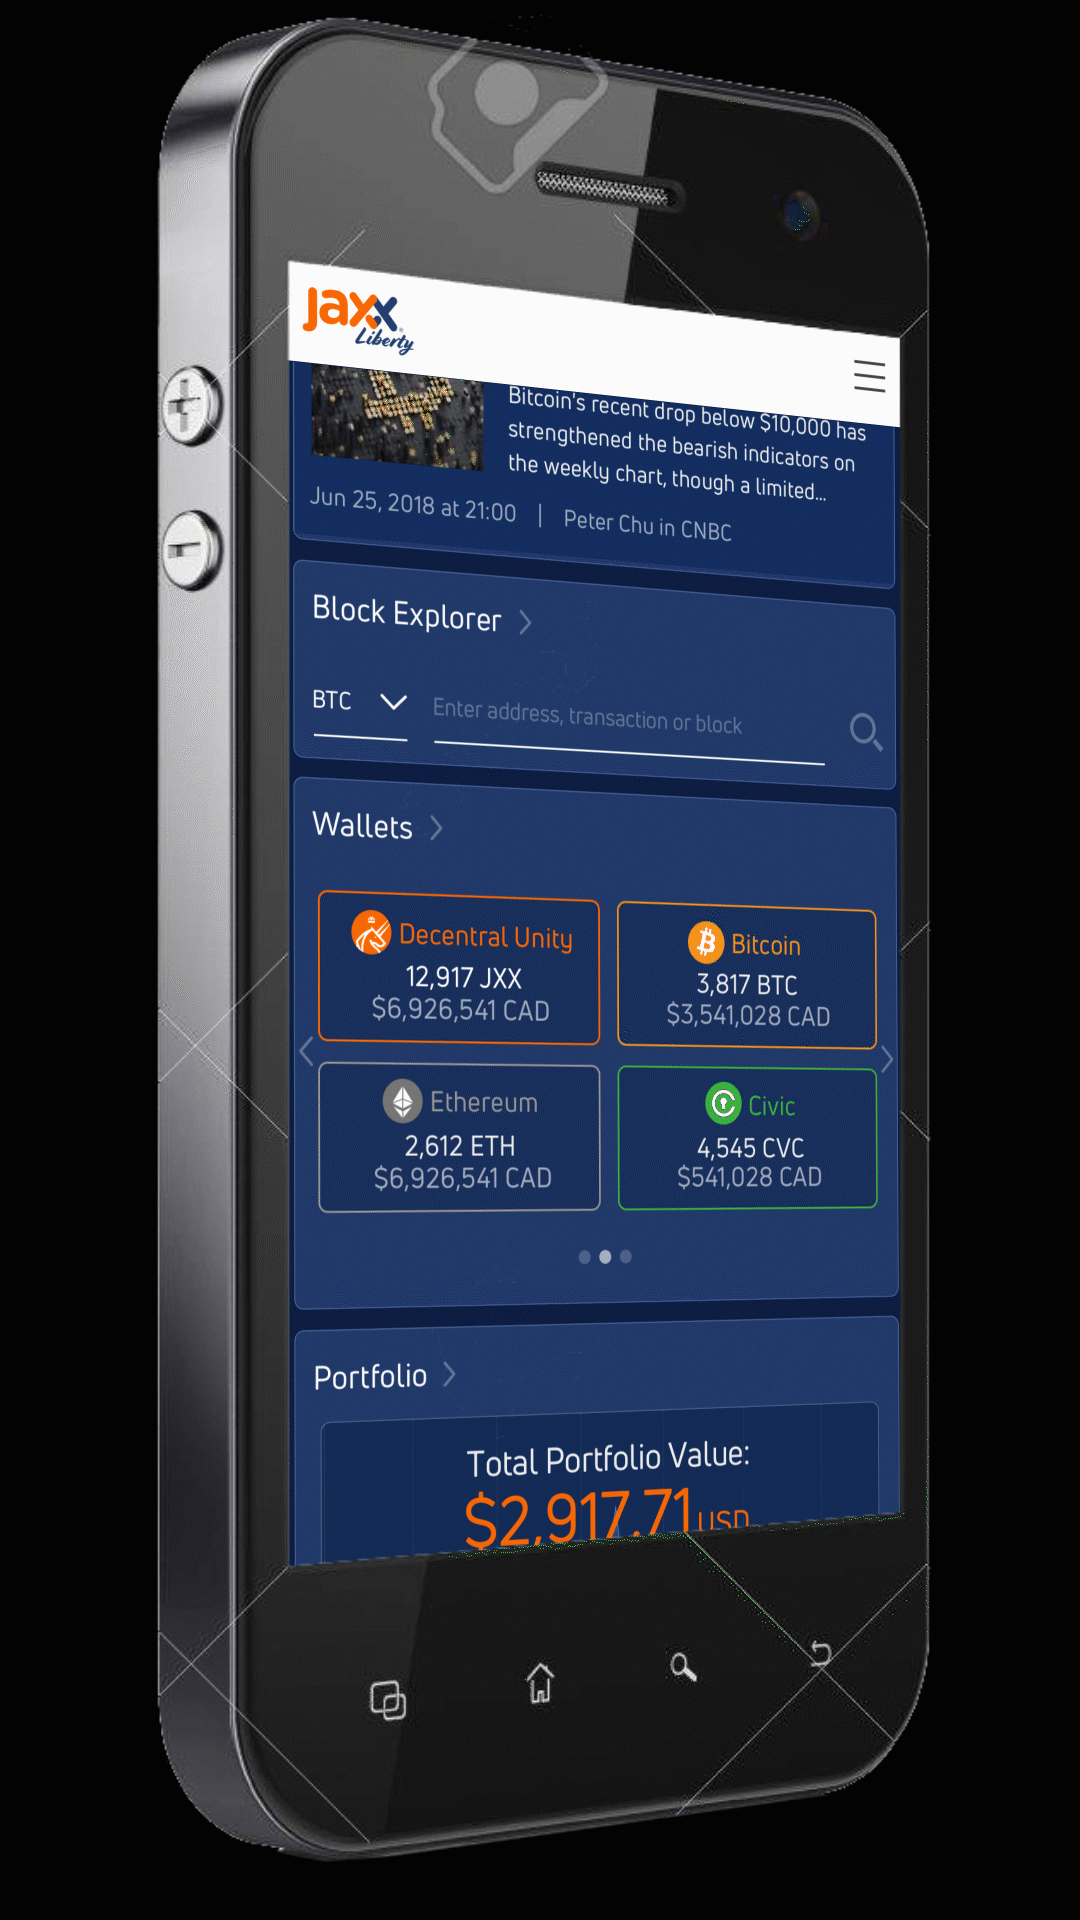 Jaxx
Liberty
Bitcoin's recent drop below $10,000 has
strengthened the bearish indicators on
the weekly chart, though a limited...
Jun 25, 2018 at 21:00 | Peter Chu in CNBC
Block Explorer
BTC
Enter address, transaction or block
Wallets
Decentral Unity
12,917 JXX
$6,926,541 CAD
Bitcoin
3,817 BTC
$3,541,028 CAD
Ethereum
2,612 ETH
$6,926,541 CAD
Civic
4,545 CVC
$541,028 CAD
Portfolio
Total Portfolio Value:
$2,917.71 USD